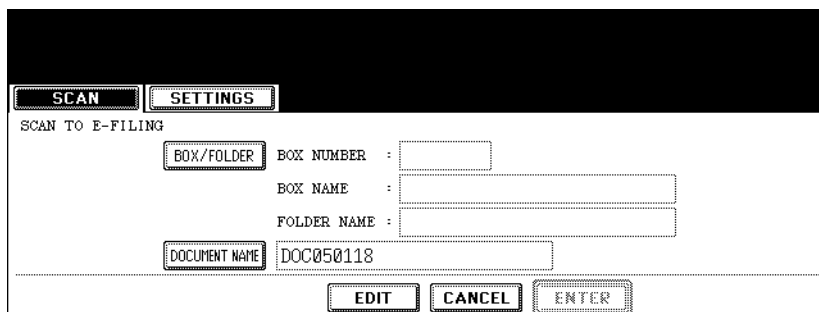 SCAN SETTINGS
SCAN TO E-FILING
BOX/FOLDER BOX NUMBER :
BOX NAME :
FOLDER NAME :
DOCUMENT NAME DOC050118
EDIT CANCEL ENTER